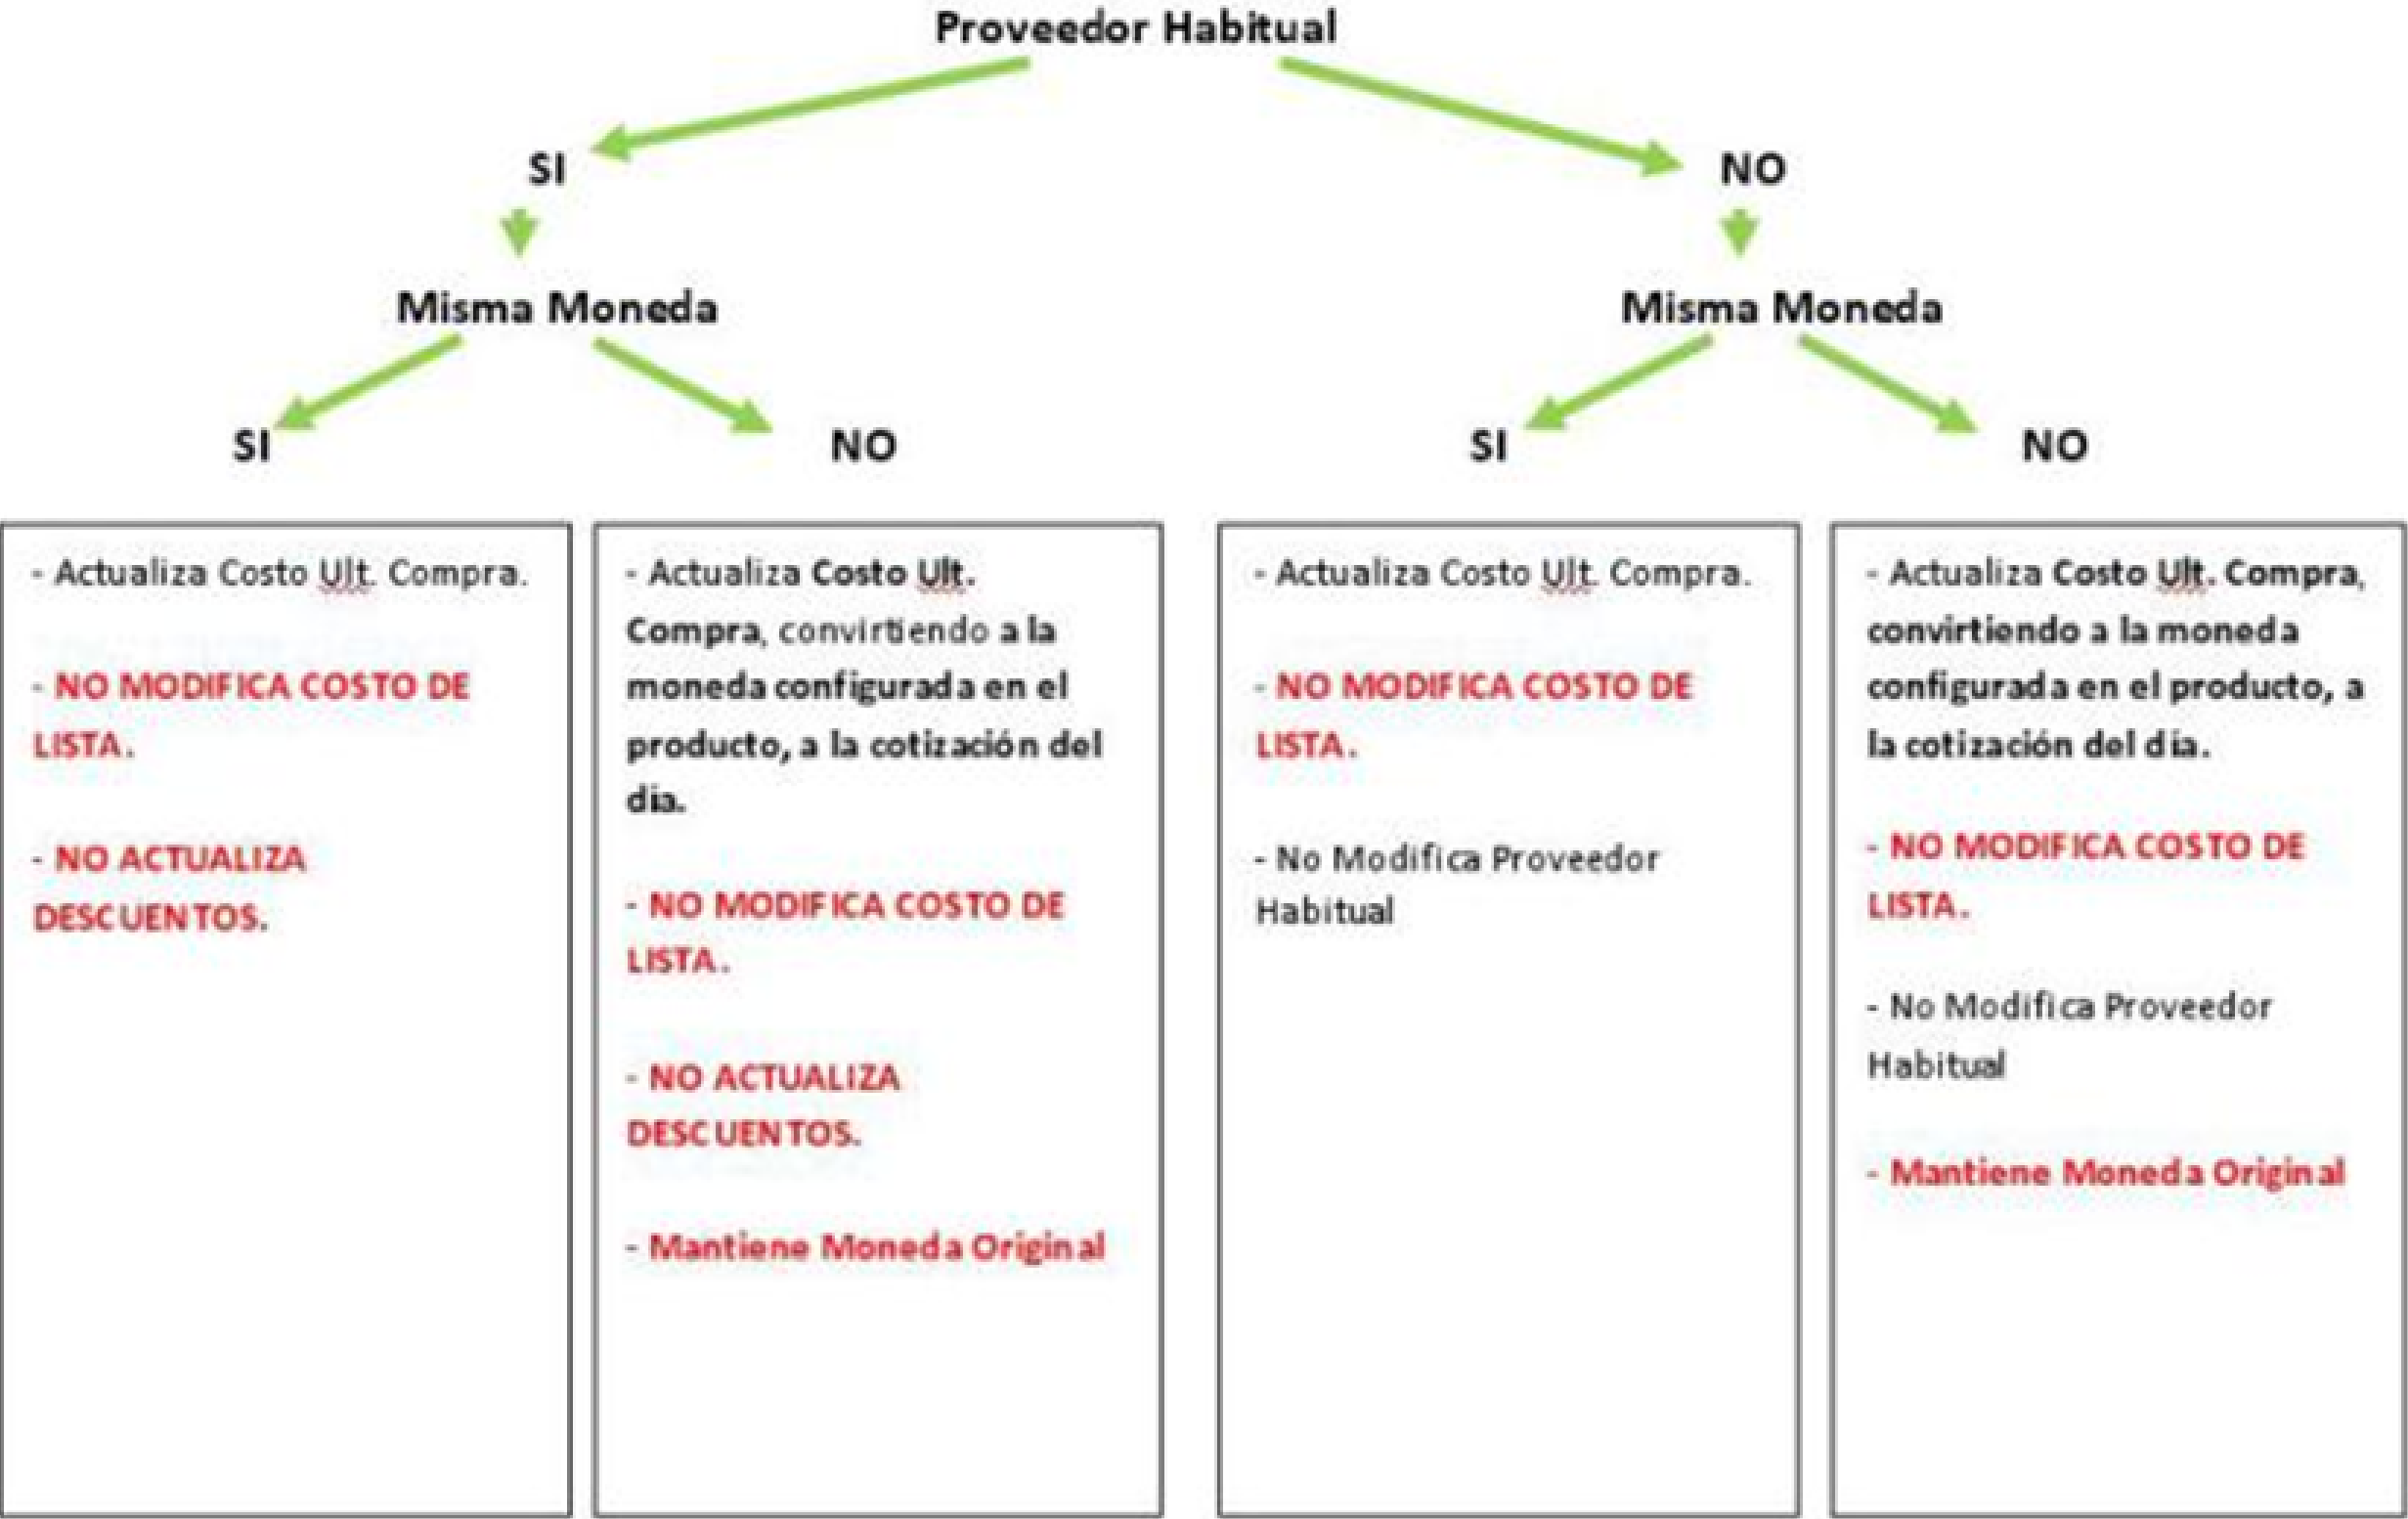 Proveedor Habitual
SI
NO
Misma Moneda
Misma Moneda
SI
NO
SI
NO
- Actualiza Costo Ult. Compra.
- NO MODIFICA COSTO DE
LISTA.
- NO ACTUALIZA
DESCUENTOS.
- Actualiza Costo Ult.
Compra, convirtiendo a la
moneda configurada en el
producto, a la cotización del
dia.
- NO MODIFICA COSTO DE
LISTA.
- NO ACTUALIZA
DESCUENTOS.
- Mantiene Moneda Original
- Actualiza Costo Ult. Compra.
- NO MODIFICA COSTO DE
LISTA.
- No Modifica Proveedor
Habitual
- Actualiza Costo Ult. Compra,
convirtiendo a la moneda
configurada en el producto, a
la cotización del dia.
- NO MODIFICA COSTO DE
LISTA.
- No Modifica Proveedor
Habitual
- Mantiene Moneda Original